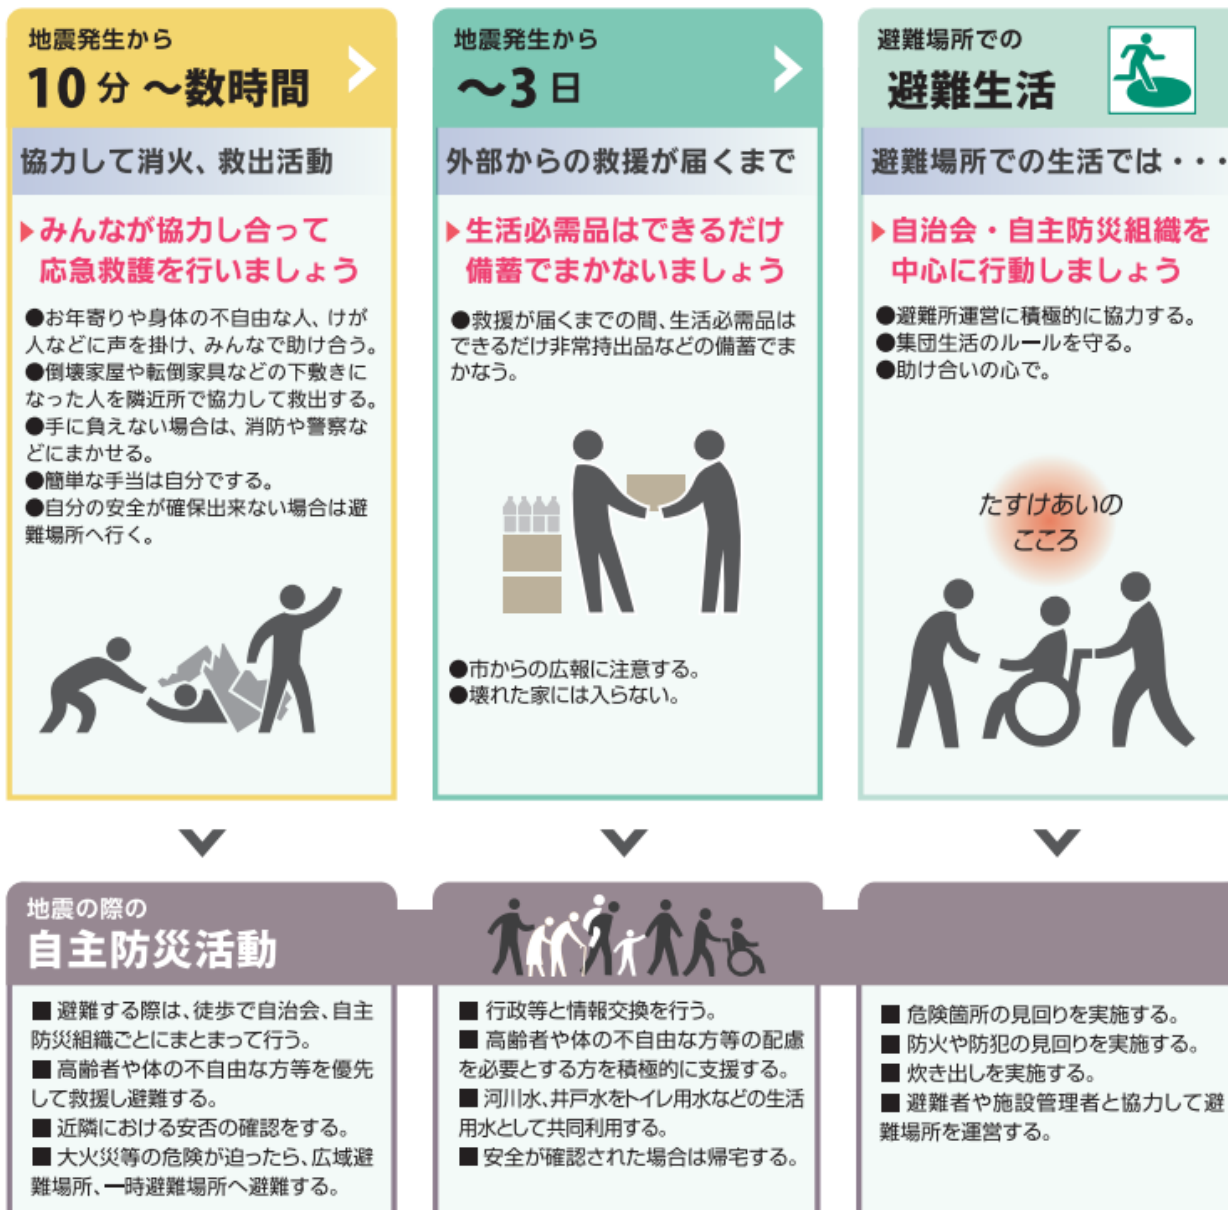 地震発生から
10分～数時間
協力して消火、救出活動
みんなが協力し合って
応急救護を行いましょう
●お年寄りや身体の不自由な人、けが
人などに声を掛け、みんなで助け合う。
●倒壊家屋や転倒家具などの下敷きに
なった人を隣近所で協力して救出する。
●手に負えない場合は、消防や警察な
どにまかせる。
●簡単な手当は自分でする。
●自分の安全が確保出来ない場合は避
難場所へ行く。
地震発生から
～3日
外部からの救援が届くまで
生活必需品はできるだけ
備蓄でまかないましょう
●救援が届くまでの間、生活必需品は
できるだけ非常持出品などの備蓄でま
かなう。
●市からの広報に注意する。
●壊れた家には入らない。
避難場所での
避難生活
避難場所での生活では・・・
自治会・自主防災組織を
中心に行動しましょう
●避難所運営に積極的に協力する。
●集団生活のルールを守る。
●助け合いの心で。
たすけあいの
こころ
地震の際の
自主防災活動
■ 避難する際は、徒歩で自治会、自主
防災組織ごとにまとまって行う。
■ 高齢者や体の不自由な方等を優先
して救援し避難する。
■ 近隣における安否の確認をする。
■ 大火災等の危険が迫ったら、広域避
難場所、一時避難場所へ避難する。
■ 行政等と情報交換を行う。
■ 高齢者や体の不自由な方等の配慮
を必要とする方を積極的に支援する。
■ 河川水、井戸水をトイレ用水などの生活
用水として共同利用する。
■ 安全が確認された場合は帰宅する。
■ 危険箇所の見回りを実施する。
■ 防火や防犯の見回りを実施する。
■ 炊き出しを実施する。
■ 避難者や施設管理者と協力して避
難場所を運営する。